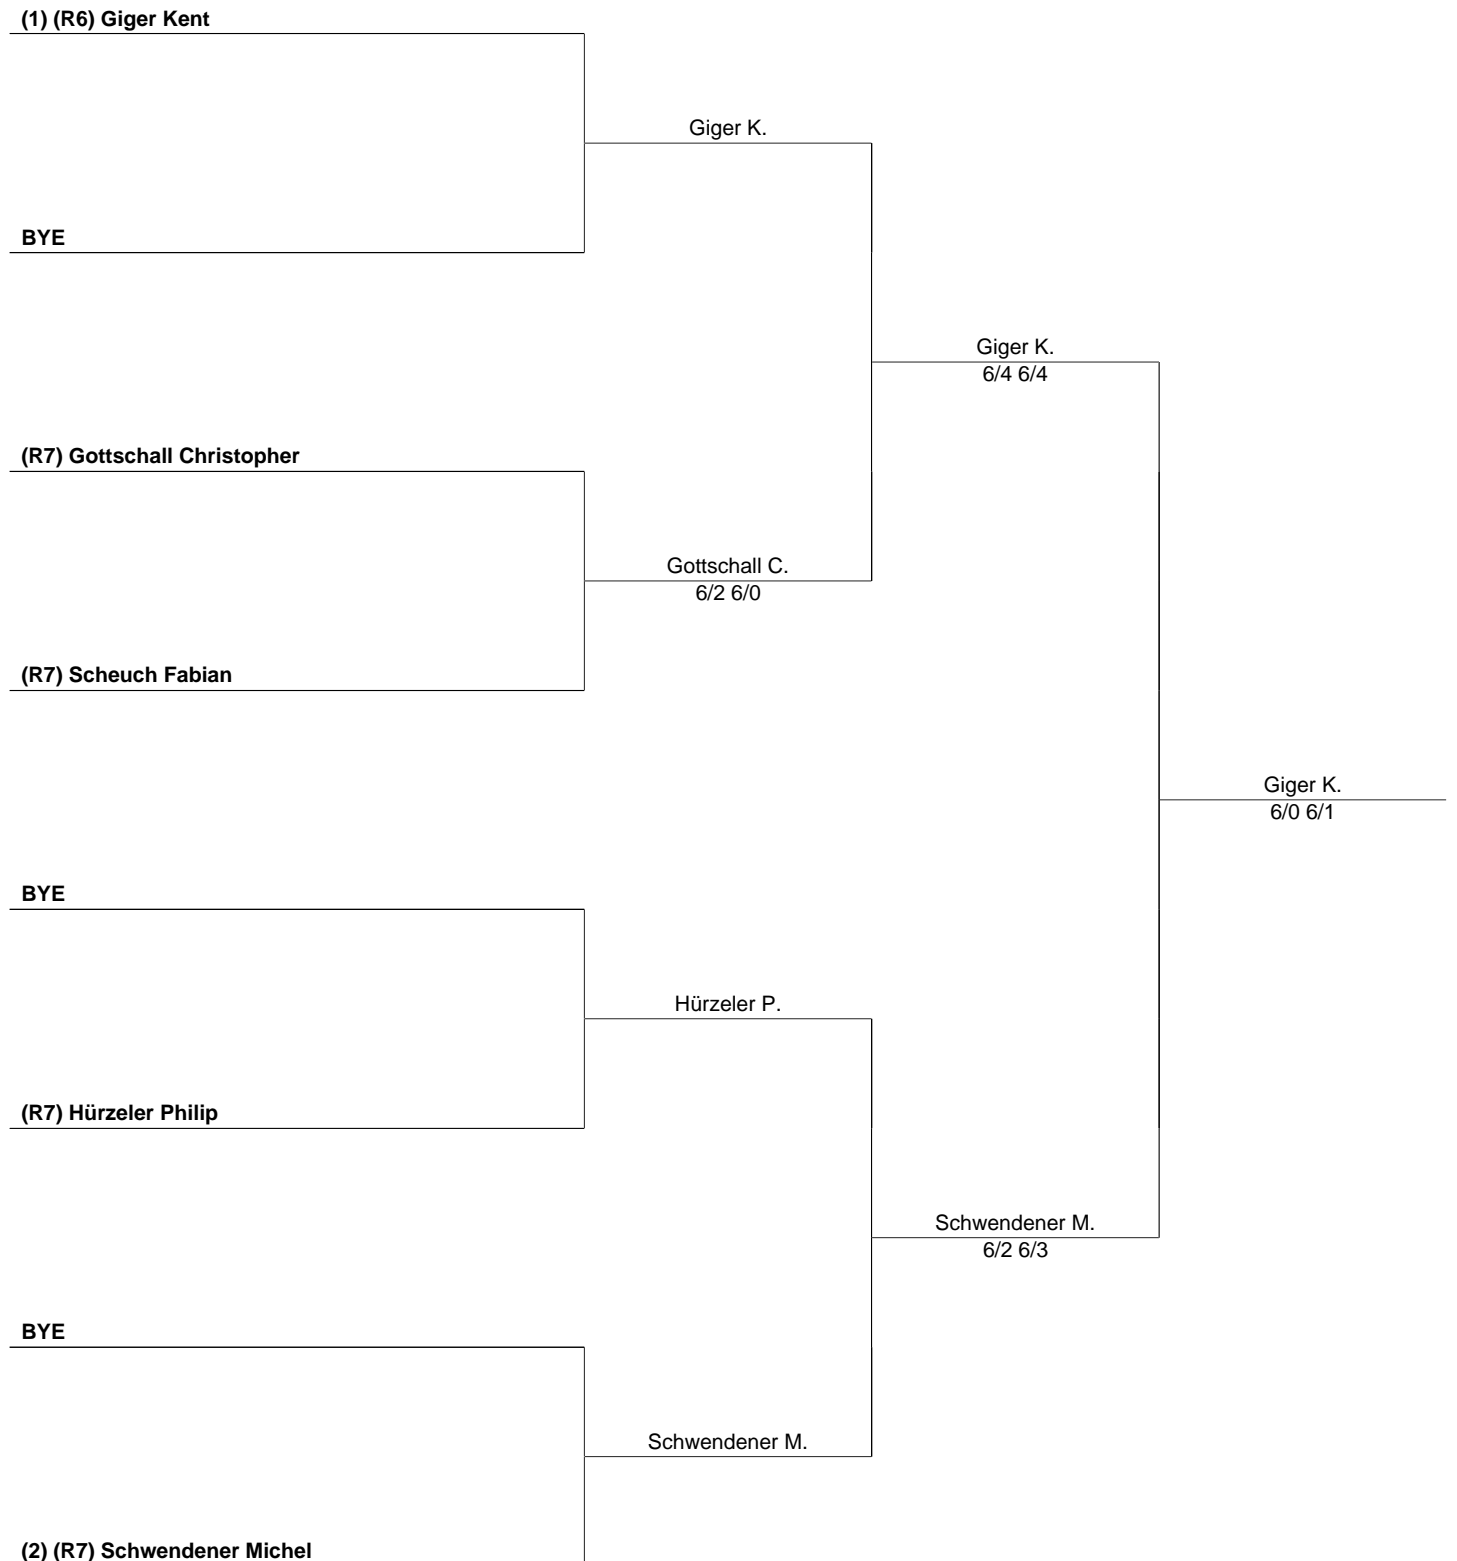 (1) (R6) Giger Kent
Giger K.
BYE
Giger K.
6/4 6/4
(R7) Gottschall Christopher
Gottschall C.
6/2 6/0
(R7) Scheuch Fabian
Giger K.
6/0 6/1
BYE
Hürzeler P.
(R7) Hürzeler Philip
Schwendener M.
6/2 6/3
BYE
Schwendener M.
(2) (R7) Schwendener Michel